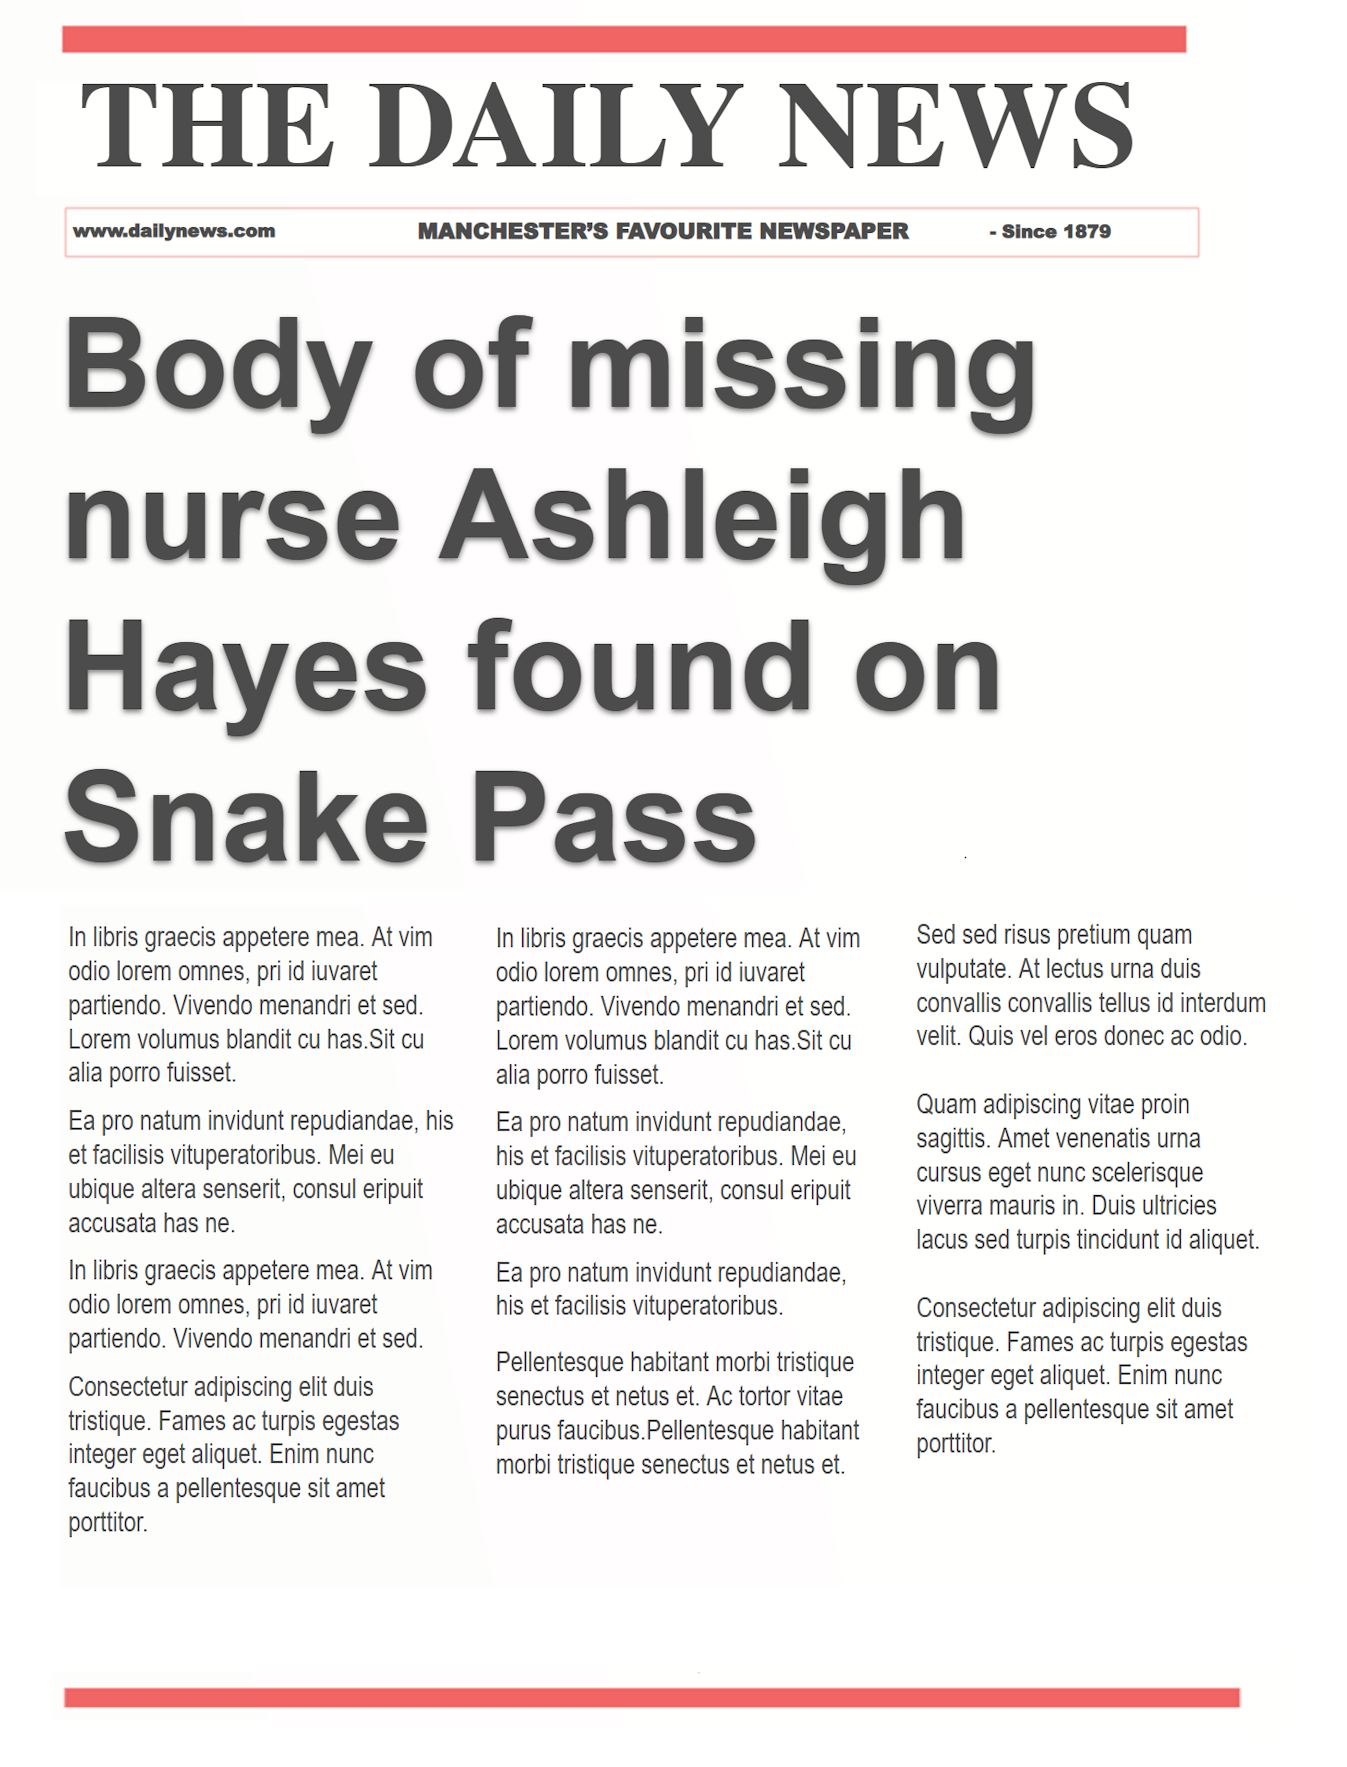 THE DAILY NEWS
www.dailynews.com MANCHESTER’S FAVOURITE NEWSPAPER - Since 1879
Body of missing
nurse Ashleigh
Hayes found on
Snake Pass
In libris graecis appetere mea. At vim
odio lorem omnes, pri id iuvaret
partiendo. Vivendo menandri et sed.
Lorem volumus blandit cu has.Sit cu
alia porro fuisset.
Ea pro natum invidunt repudiandae, his
et facilisis vituperatoribus. Mei eu
ubique altera senserit, consul eripuit
accusata has ne.
In libris graecis appetere mea. At vim
odio lorem omnes, pri id iuvaret
partiendo. Vivendo menandri et sed.
Consectetur adipiscing elit duis
tristique. Fames ac turpis egestas
integer eget aliquet. Enim nunc
faucibus a pellentesque sit amet
porttitor.
In libris graecis appetere mea. At vim
odio lorem omnes, pri id iuvaret
partiendo. Vivendo menandri et sed.
Lorem volumus blandit cu has.Sit cu
alia porro fuisset.
Ea pro natum invidunt repudiandae,
his et facilisis vituperatoribus. Mei eu
ubique altera senserit, consul eripuit
accusata has ne.
Ea pro natum invidunt repudiandae,
his et facilisis vituperatoribus.
Pellentesque habitant morbi tristique
senectus et netus et. Ac tortor vitae
purus faucibus.Pellentesque habitant
morbi tristique senectus et netus et.
Sed sed risus pretium quam
vulputate. At lectus urna duis
convallis convallis tellus id interdum
velit. Quis vel eros donec ac odio.
Quam adipiscing vitae proin
sagittis. Amet venenatis urna
cursus eget nunc scelerisque
viverra mauris in. Duis ultricies
lacus sed turpis tincidunt id aliquet.
Consectetur adipiscing elit duis
tristique. Fames ac turpis egestas
integer eget aliquet. Enim nunc
faucibus a pellentesque sit amet
porttitor.